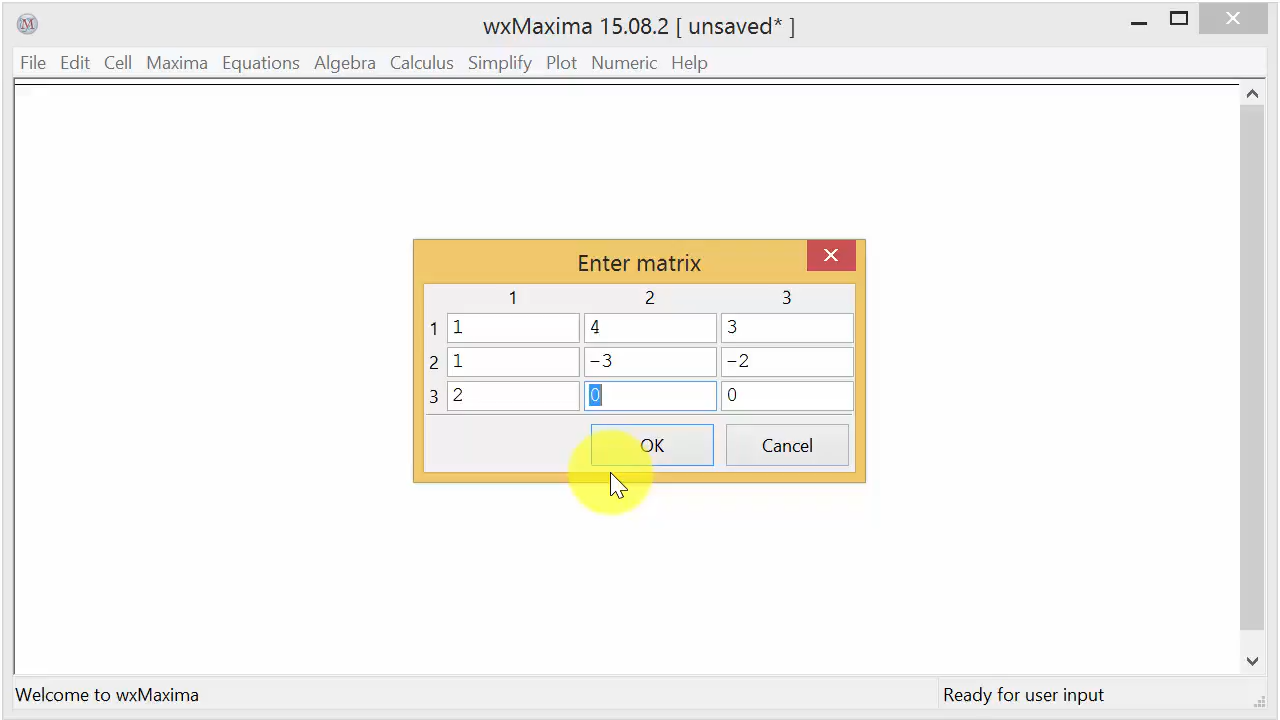 M wxMaxima 15.08.2 [ unsaved* ]
File Edit Cell Maxima Equations Algebra Calculus Simplify Plot Numeric Help
Enter matrix
1 2 3
1 1 4 3
2 1 -3 -2
3 2 0 0
OK Cancel
Welcome to wxMaxima Ready for user input